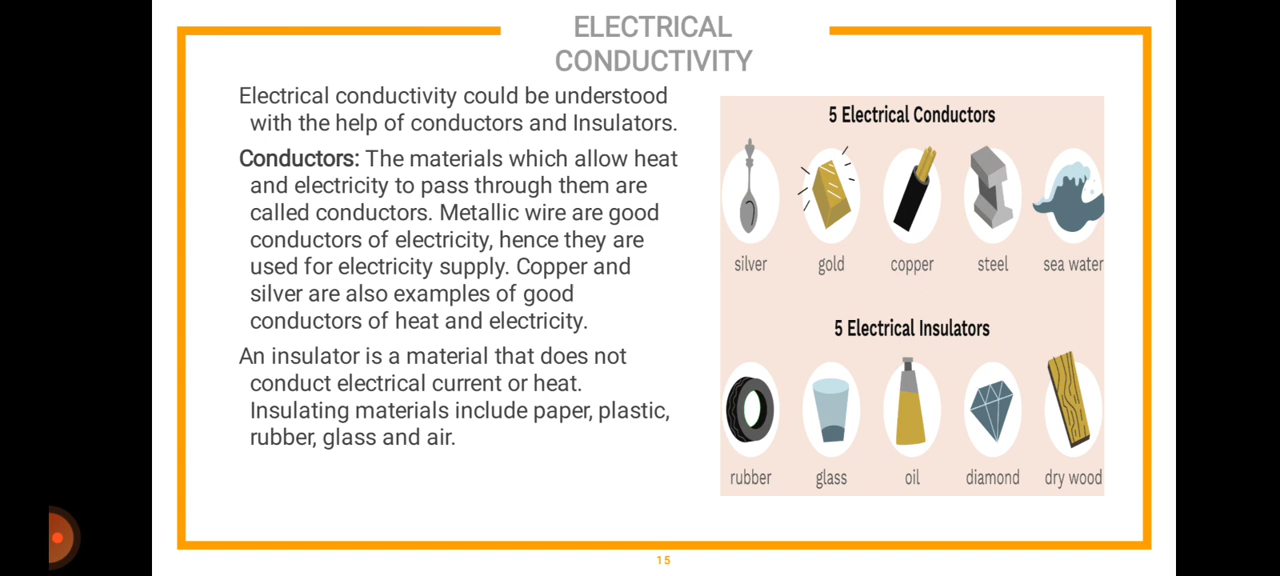 ELECTRICAL
CONDUCTIVITY
Electrical conductivity could be understood
with the help of conductors and Insulators.
Conductors: The materials which allow heat
and electricity to pass through them are
called conductors. Metallic wire are good
conductors of electricity, hence they are
used for electricity supply. Copper and
silver are also examples of good
conductors of heat and electricity.
An insulator is a material that does not
conduct electrical current or heat.
Insulating materials include paper, plastic,
rubber, glass and air.
5 Electrical Conductors
silver gold copper steel sea water
5 Electrical Insulators
rubber glass oil diamond dry wood
15